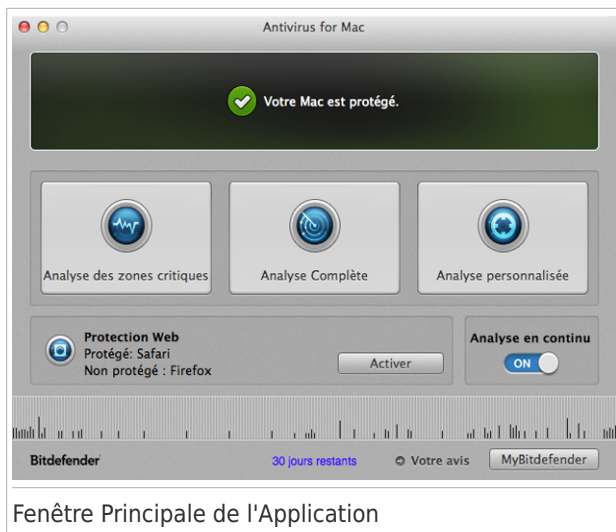 Antivirus for Mac
Votre Mac est protégé.
Analyse des zones critiques
Analyse Complète
Analyse personnalisée
Protection Web
Protégé: Safari
Non protégé : Firefox
Activer
Analyse en continu
ON
Bitdefender
30 jours restants
Votre avis
MyBitdefender
Fenêtre Principale de l'Application